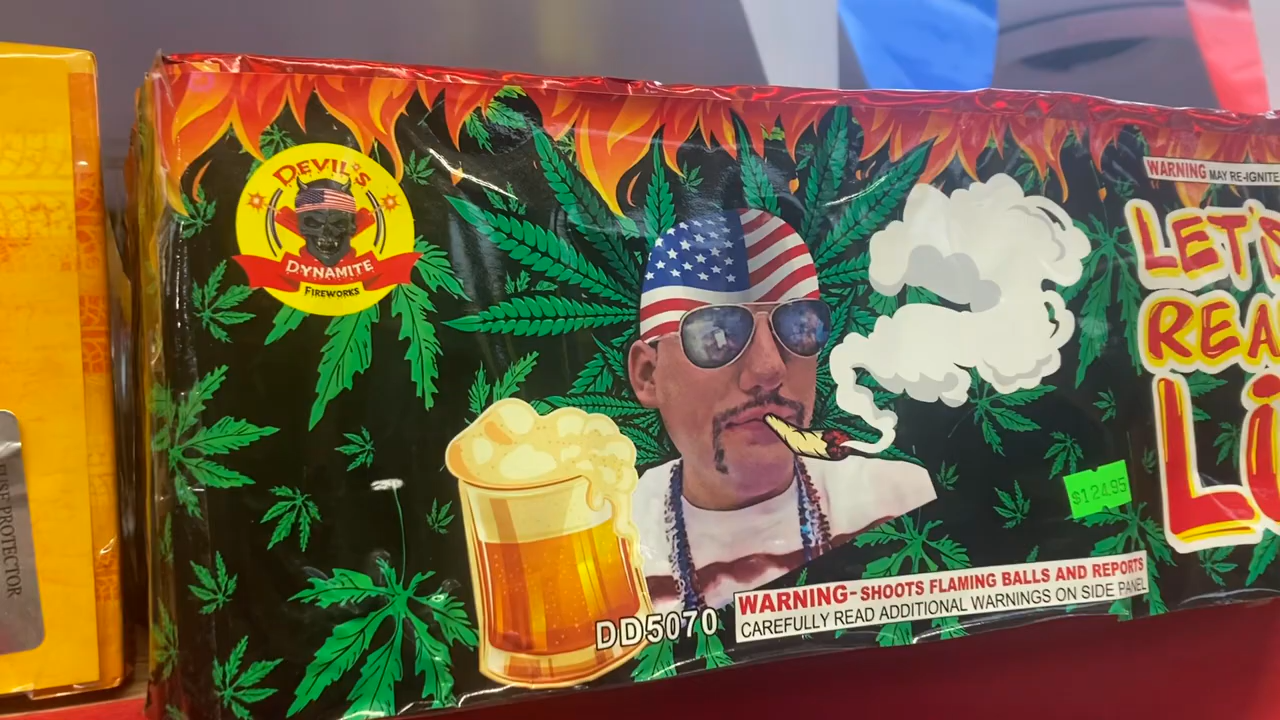 DEVIL'S
DYNAMITE
FIREWORKS
WARNING MAY RE-IGNITE
LET'S
$124.95
WARNING-SHOOTS FLAMING BALLS AND REPORTS
CAREFULLY READ ADDITIONAL WARNINGS ON SIDE PANEL
DD5070
FUSE PROTECTOR